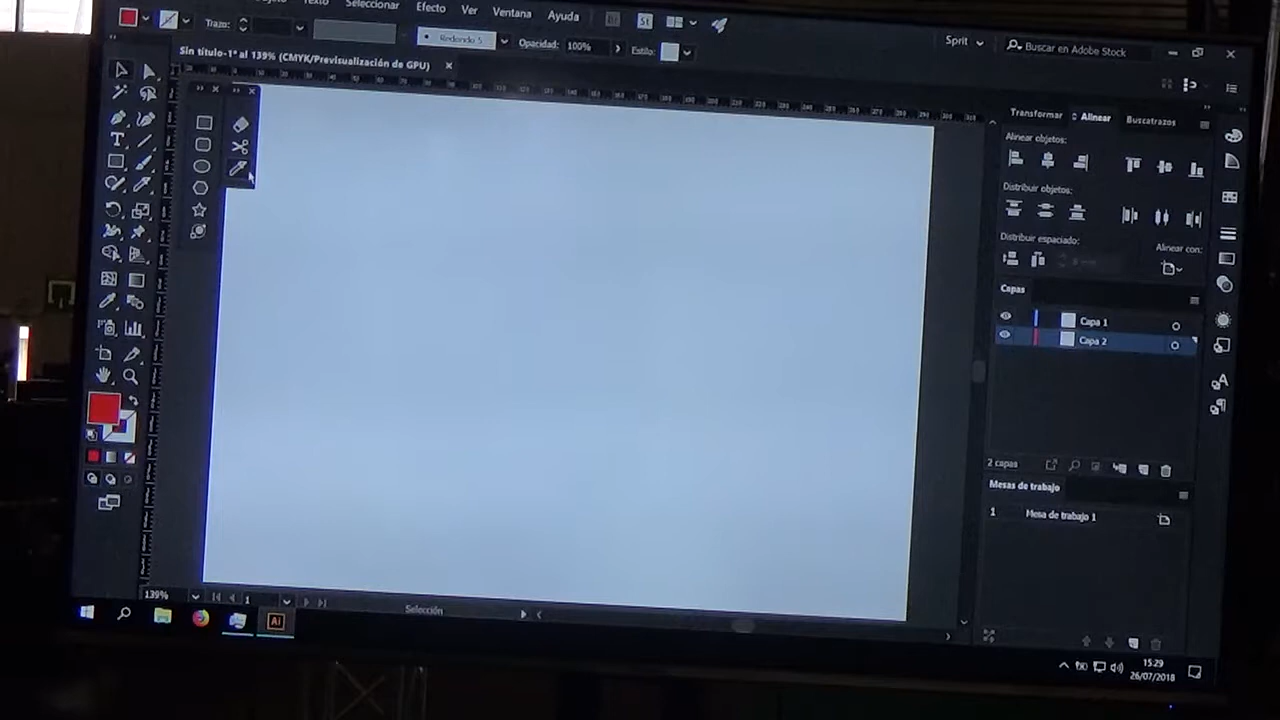 Texto Seleccionar Efecto Ver Ventana Ayuda Br St
Sprit Buscar en Adobe Stock
Trazo: Redondo 5 Opacidad: 100% Estilo:
Sin título-1* al 139% (CMYK/Previsualización de GPU)
Transformar Alinear Buscatrazos
Alinear objetos:
Distribuir objetos:
Distribuir espaciado:
Alinear con:
Capas
Capa 1
Capa 2
2 capas
Mesas de trabajo
1 Mesa de trabajo 1
139% 1 Selección
Ai
15:29
26/07/2018